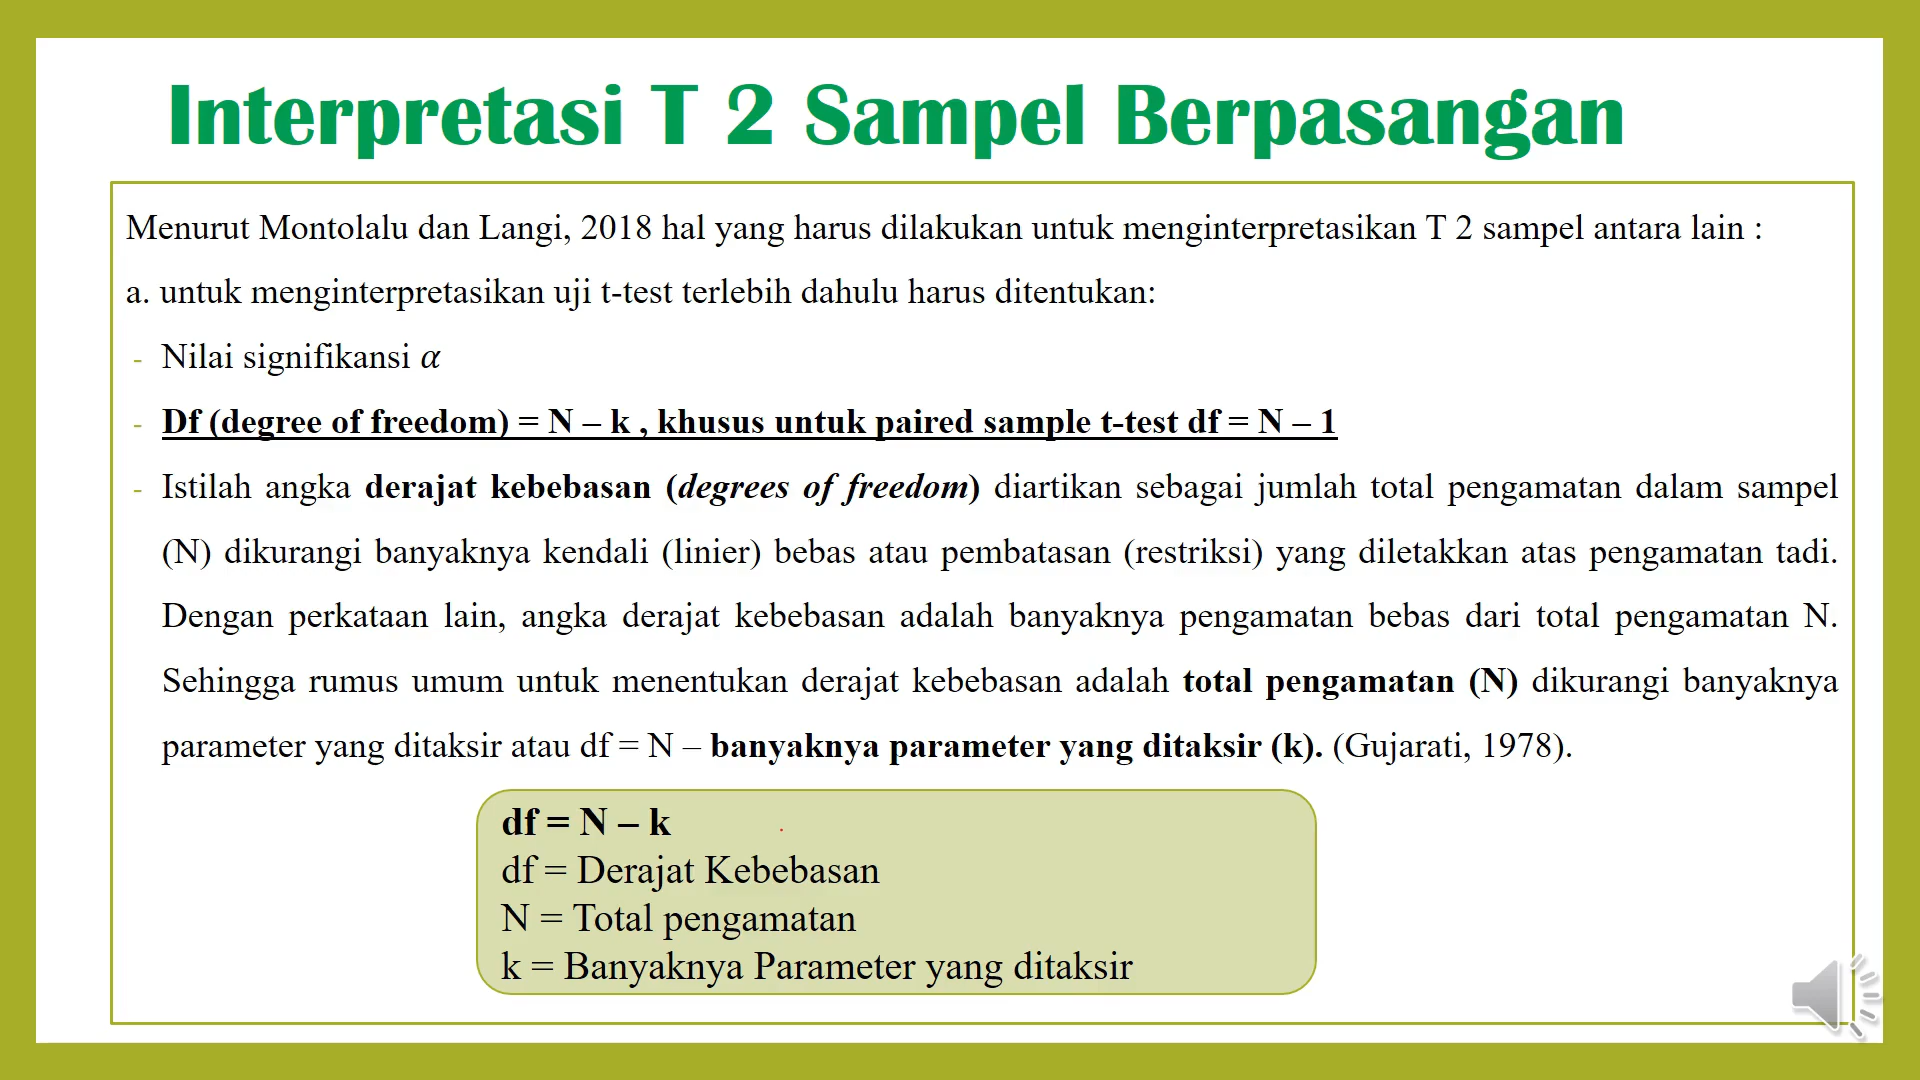 Interpretasi T 2 Sampel Berpasangan
Menurut Montolalu dan Langi, 2018 hal yang harus dilakukan untuk menginterpretasikan T 2 sampel antara lain :
a. untuk menginterpretasikan uji t-test terlebih dahulu harus ditentukan:
- Nilai signifikansi α
- Df (degree of freedom) = N – k , khusus untuk paired sample t-test df = N – 1
- Istilah angka derajat kebebasan (degrees of freedom) diartikan sebagai jumlah total pengamatan dalam sampel
(N) dikurangi banyaknya kendali (linier) bebas atau pembatasan (restriksi) yang diletakkan atas pengamatan tadi.
Dengan perkataan lain, angka derajat kebebasan adalah banyaknya pengamatan bebas dari total pengamatan N.
Sehingga rumus umum untuk menentukan derajat kebebasan adalah total pengamatan (N) dikurangi banyaknya
parameter yang ditaksir atau df = N – banyaknya parameter yang ditaksir (k). (Gujarati, 1978).
df = N – k
df = Derajat Kebebasan
N = Total pengamatan
k = Banyaknya Parameter yang ditaksir